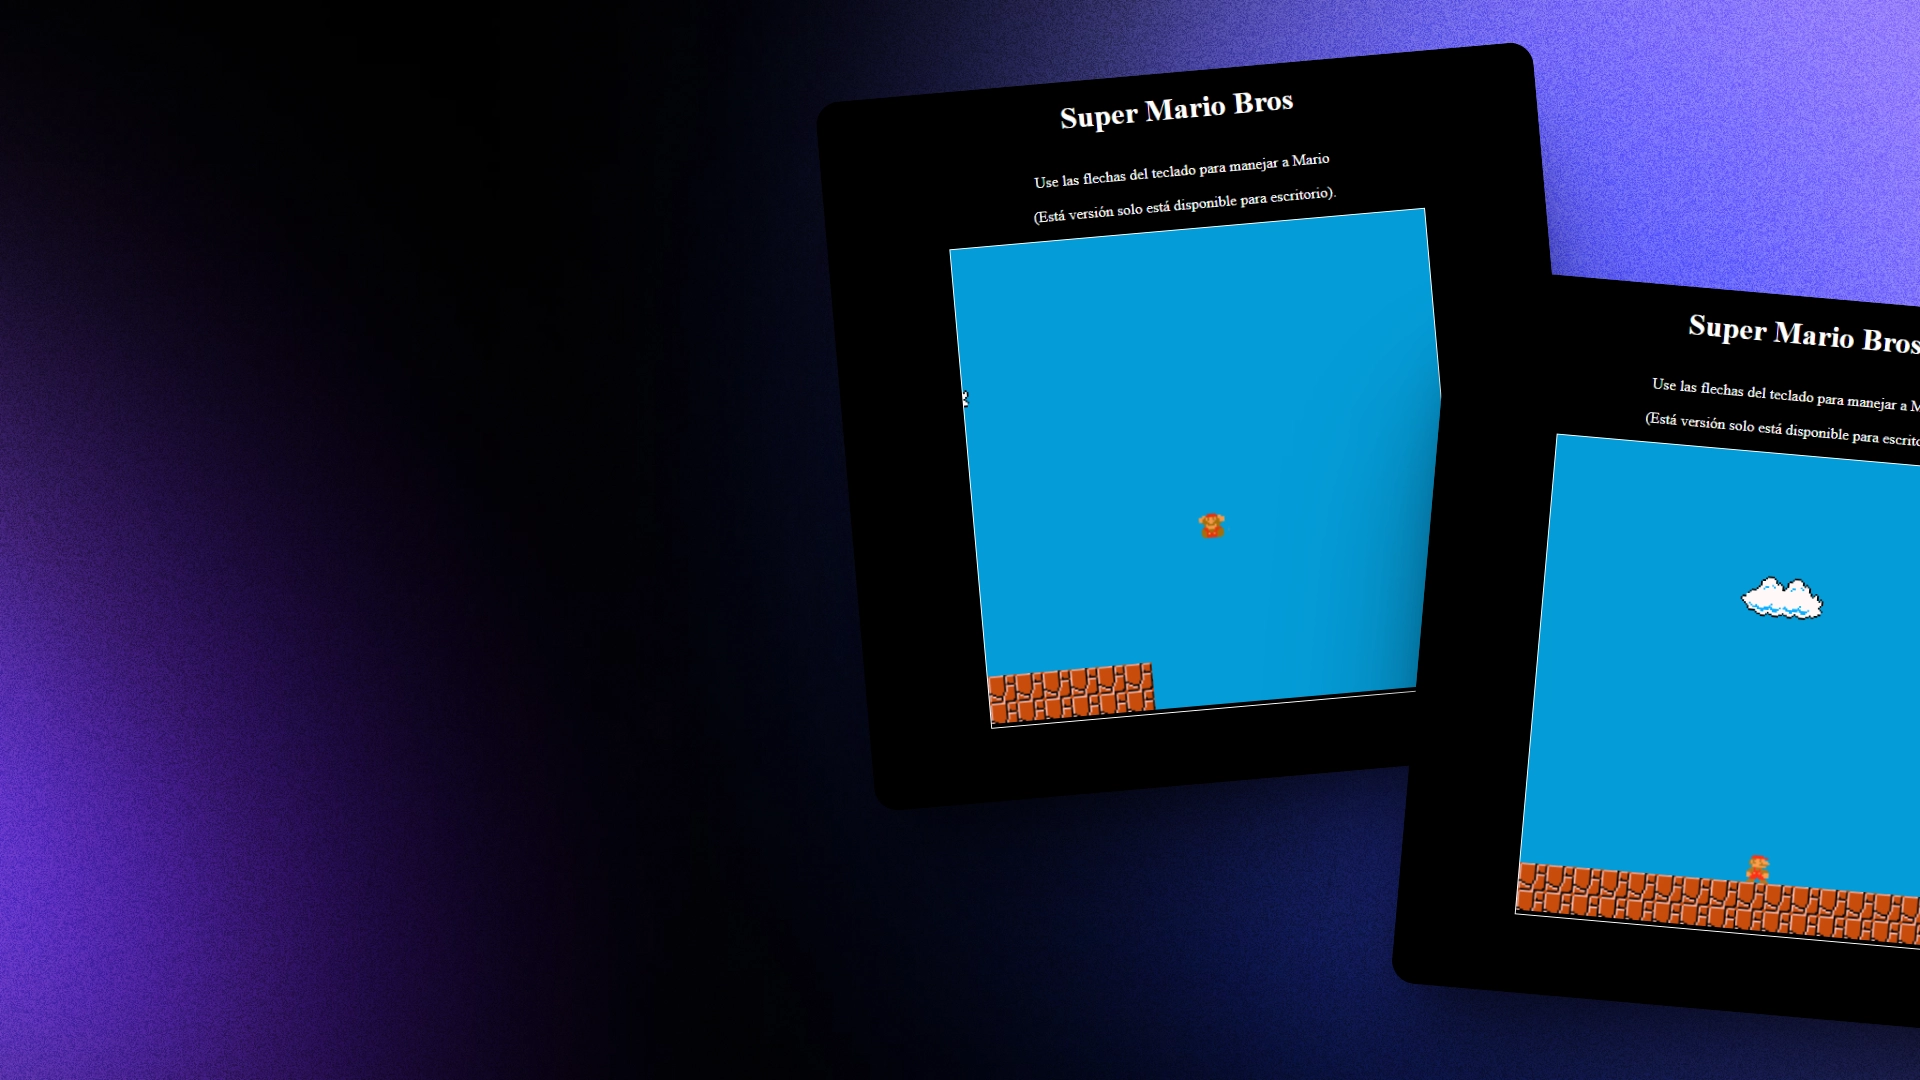 Super Mario Bros
Use las flechas del teclado para manejar a Mario
(Está versión solo está disponible para escritorio).
Super Mario Bros
Use las flechas del teclado para manejar a
(Está versión solo está disponible para